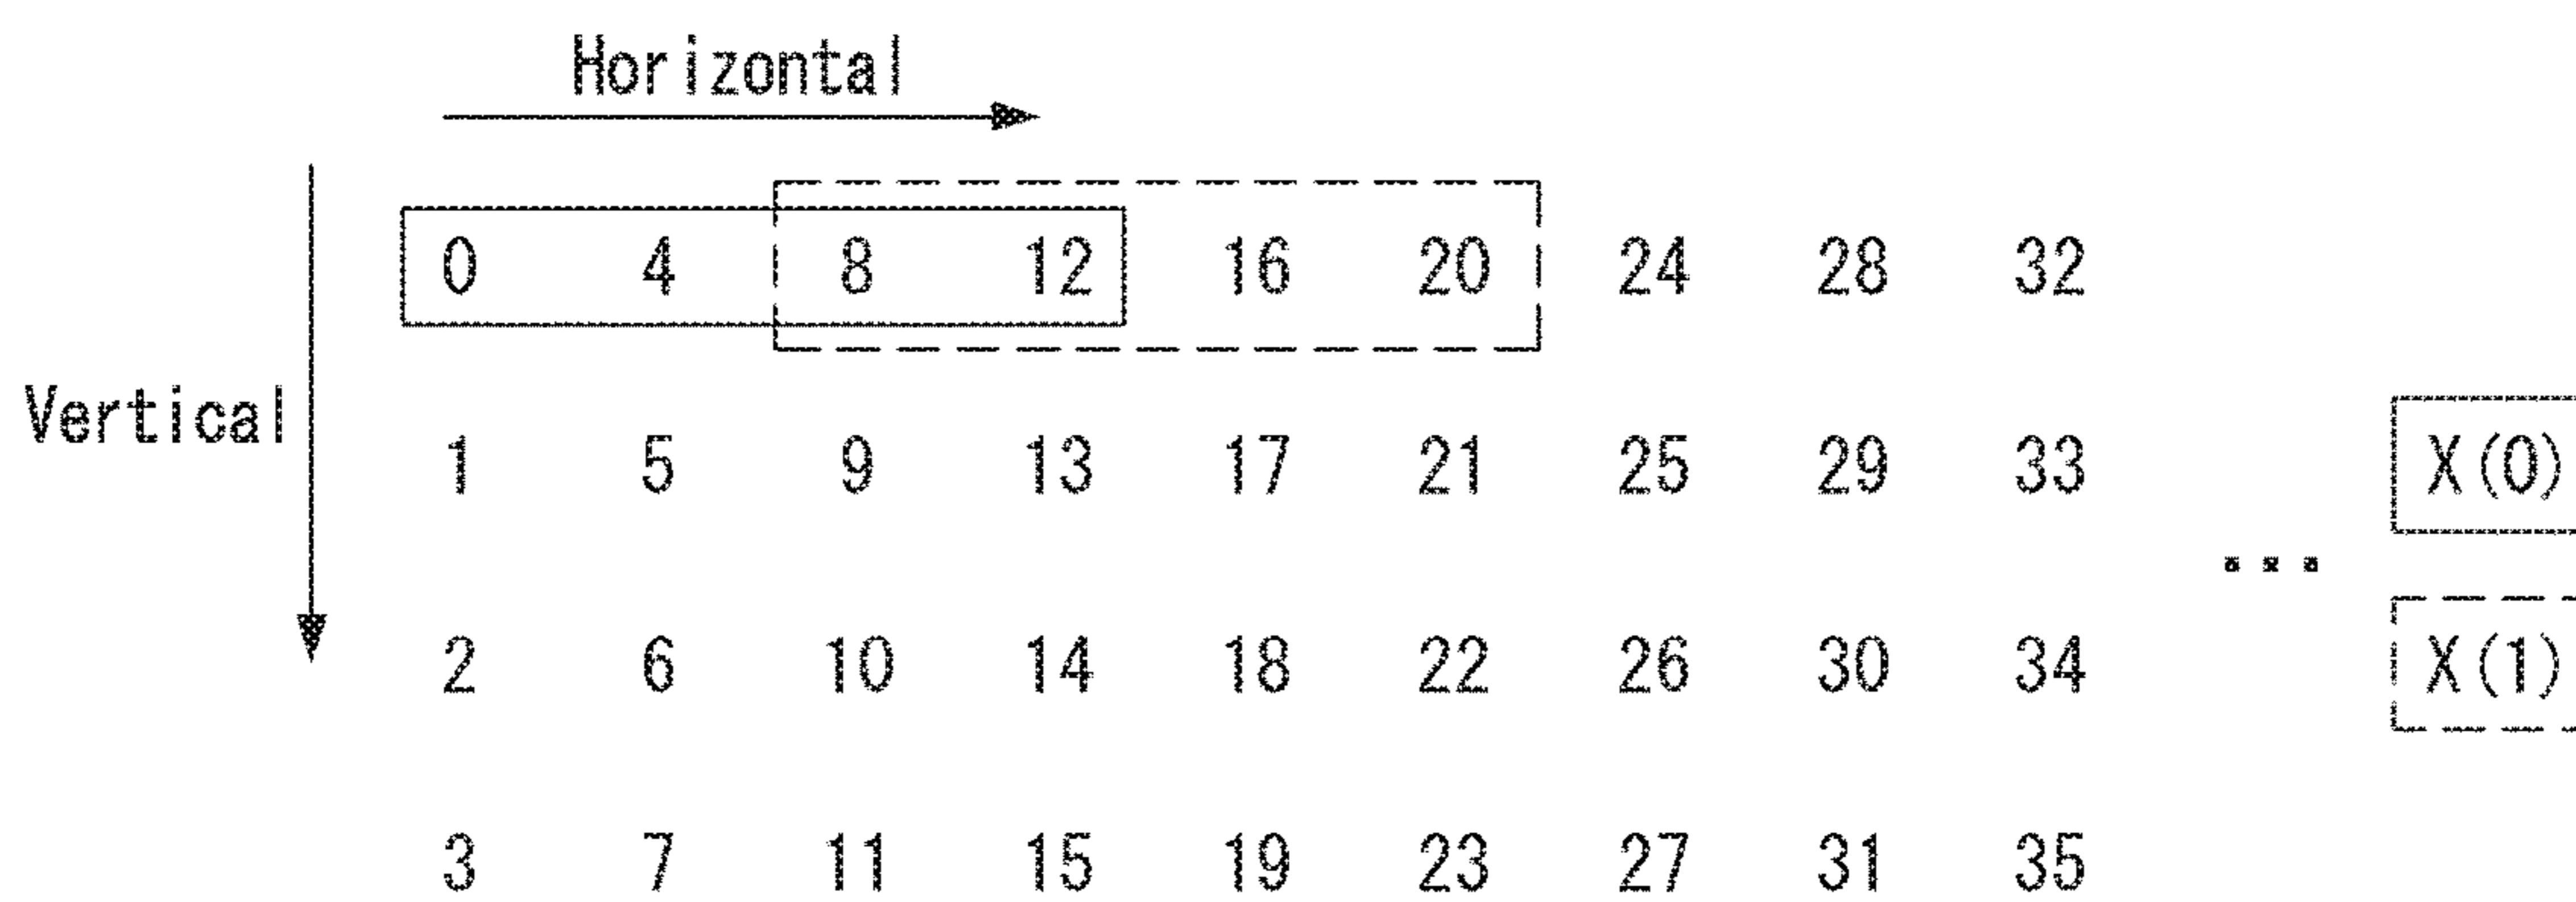 Horizontal
Vertical
0 4 8 12 16 20 24 28 32
1 5 9 13 17 21 25 29 33
2 6 10 14 18 22 26 30 34
3 7 11 15 19 23 27 31 35
...
X(0)
X(1)